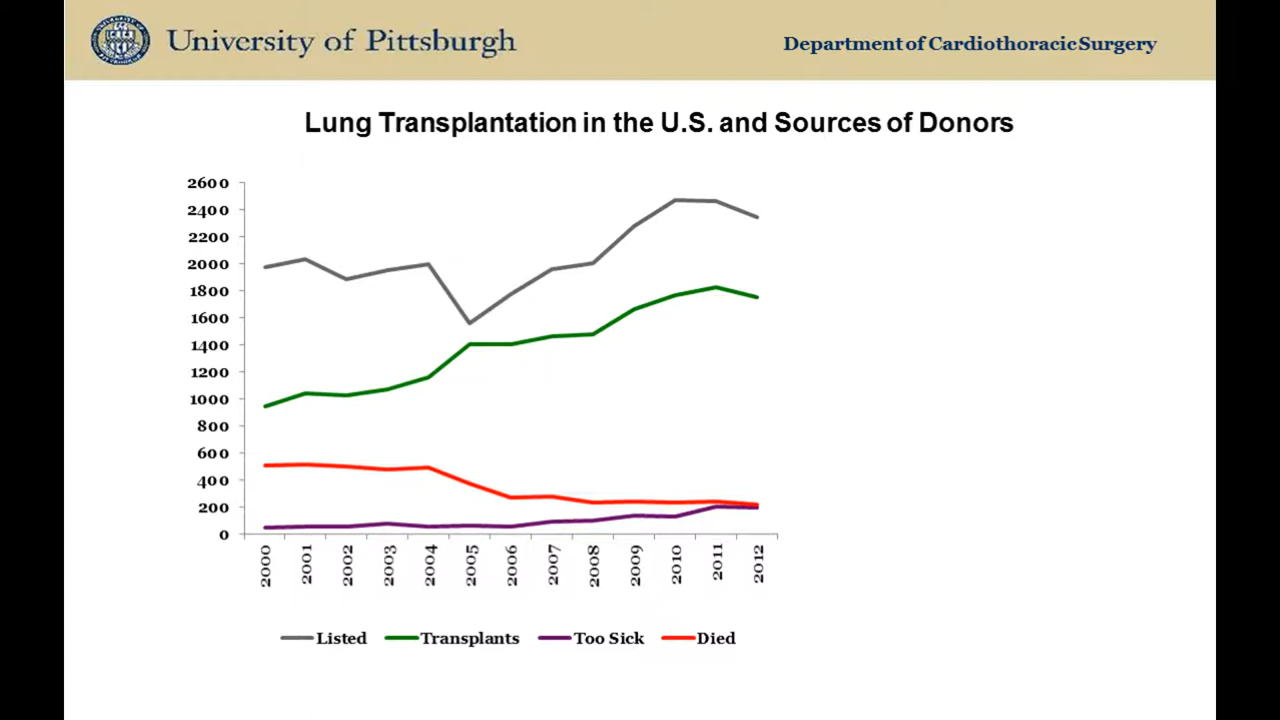 University of Pittsburgh
Department of Cardiothoracic Surgery
Lung Transplantation in the U.S. and Sources of Donors
2600
2400
2200
2000
1800
1600
1400
1200
1000
800
600
400
200
0
2000 2001 2002 2003 2004 2005 2006 2007 2008 2009 2010 2011 2012
Listed Transplants Too Sick Died